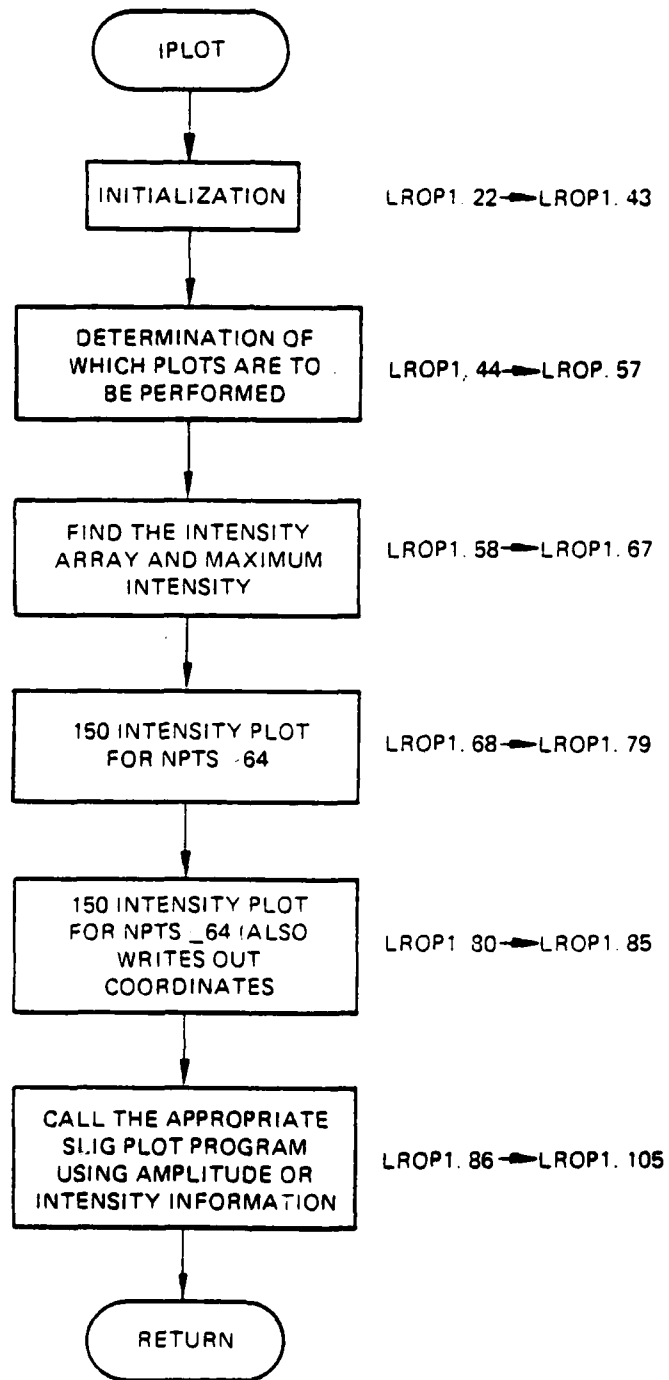 IPLOT
INITIALIZATION
LROP1. 22 → LROP1. 43
DETERMINATION OF
WHICH PLOTS ARE TO
BE PERFORMED
LROP1. 44 → LROP. 57
FIND THE INTENSITY
ARRAY AND MAXIMUM
INTENSITY
LROP1. 58 → LROP1. 67
150 INTENSITY PLOT
FOR NPTS 64
LROP1. 68 → LROP1. 79
150 INTENSITY PLOT
FOR NPTS 64 (ALSO
WRITES OUT
COORDINATES
LROP1 80 → LROP1. 85
CALL THE APPROPRIATE
PLOT PROGRAM
USING AMPLITUDE OR
INTENSITY INFORMATION
LROP1. 86 → LROP1. 105
RETURN